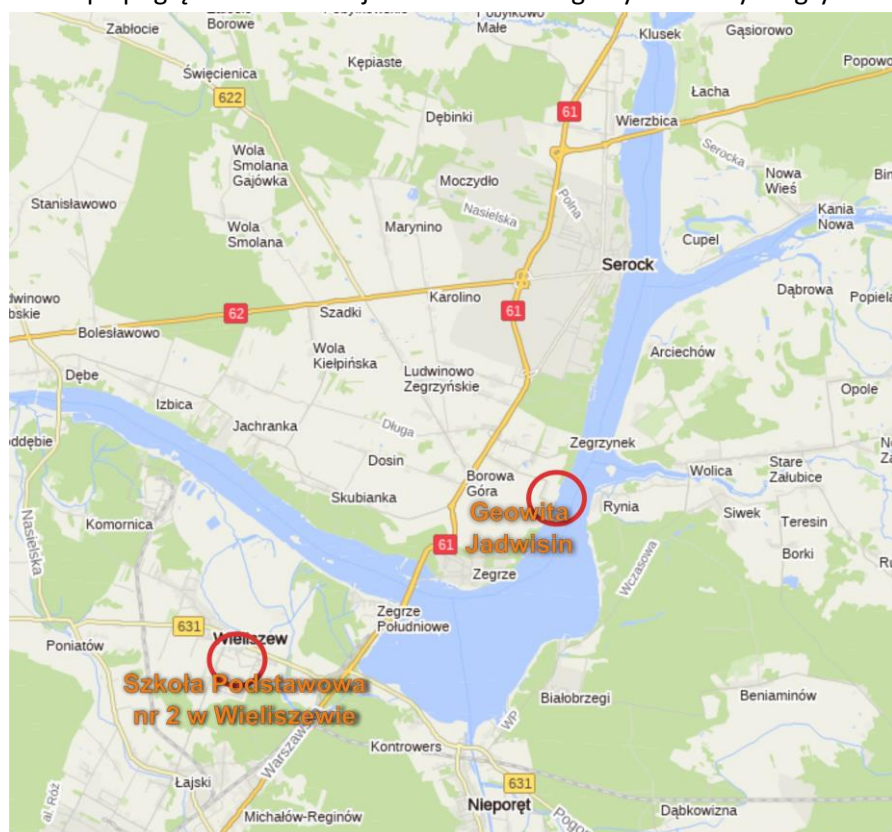 Zabłocie
Borowe
Małe
Klusek
Gąsiorowo
Popłocie
Kępiaste
Popowo
Święcienica
622
Łacha
61
Dębinki
Wierzbica
Wola
Smolana
Gajówka
Serocka
Nowa
Wieś
Moczydło
Polna
Nasielska
Stanisławowo
Kania
Nowa
Wola
Smolana
Marynino
Cupel
Serock
Karolino
Dąbrowa
62
Szadki
61
Bolesławowo
Wola
Kiełpińska
Arciechów
Dębe
Ludwinowo
Zegrzyńskie
Opole
Izbica
Jachranka
Długa
Zegrzynek
Dosin
Stare
Załubice
Wolica
Skubianka
Borowa
Góra
Geowita
Jadwisin
Rynia
Siwek
Teresin
Komornica
Nasielska
61
Borki
Zegrze
Wczasowa
Zegrze
Południowe
631
Wieliszew
Poniatów
Szkoła Podstawowa
nr 2 w Wieliszewie
Białobrzegi
Beniaminów
WP
Kontrowers
631
Łajski
Nieporęt
al. Róż
Michałów-Reginów
Dąbkowizna